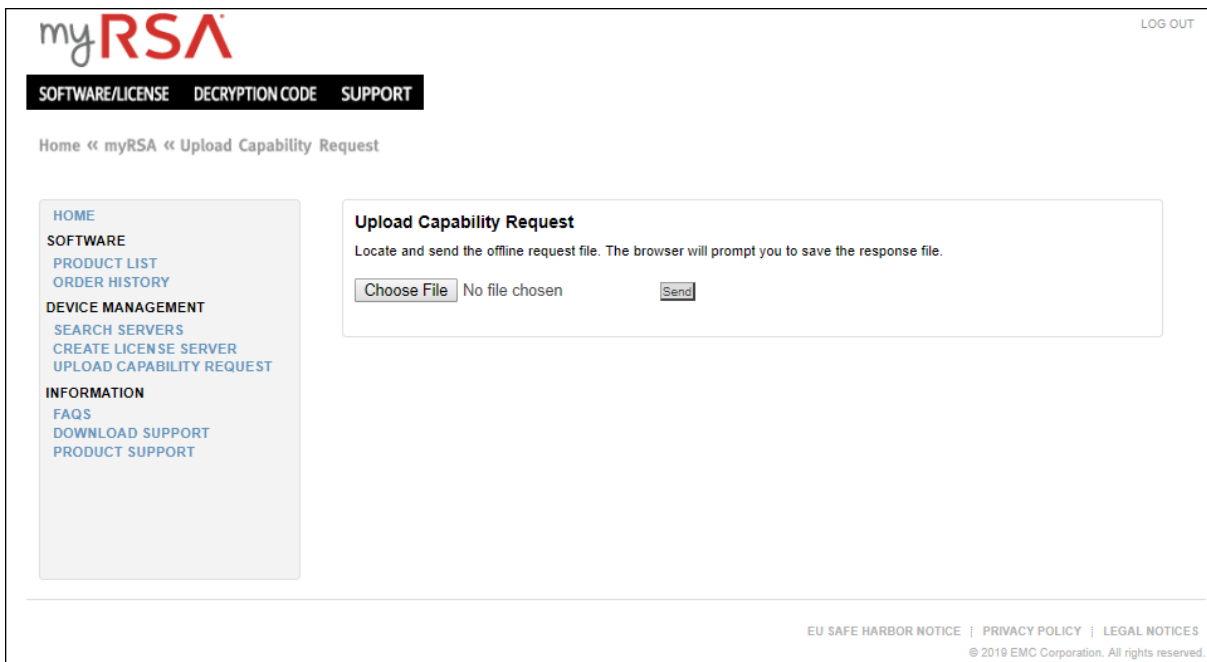 myRSA
LOG OUT
SOFTWARE/LICENSE DECRYPTION CODE SUPPORT
Home « myRSA « Upload Capability Request
HOME
SOFTWARE
PRODUCT LIST
ORDER HISTORY
DEVICE MANAGEMENT
SEARCH SERVERS
CREATE LICENSE SERVER
UPLOAD CAPABILITY REQUEST
INFORMATION
FAQS
DOWNLOAD SUPPORT
PRODUCT SUPPORT
Upload Capability Request
Locate and send the offline request file. The browser will prompt you to save the response file.
Choose File No file chosen Send
EU SAFE HARBOR NOTICE | PRIVACY POLICY | LEGAL NOTICES
© 2019 EMC Corporation. All rights reserved.